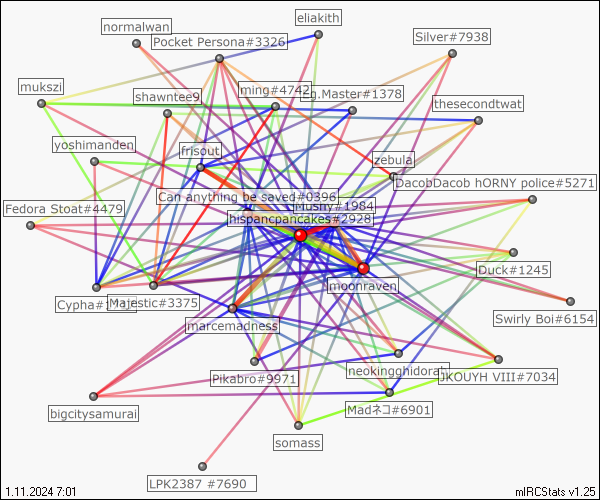 eliakith
normalwan
Silver#7938
Pocket Persona#3326
mukszi
ming#4742
Eg.Master#1378
shawntee9
thesecondtwat
yoshimanden
frisout
zebula
DacobDacob hORNY police#5271
Can anything be saved#0396
Mushy#1984
Fedora Stoat#4479
hispancpancakes#2928
Duck#1245
moonraven
Cypha#
Majestic#3375
Swirly Boi#6154
marcemadness
neokingghidorah
JKOUYH VIII#7034
Pikabro#9971
bigcitysamurai
Madネコ#6901
somass
LPK2387 #7690
1.11.2024 7:01
mIRCStats v1.25